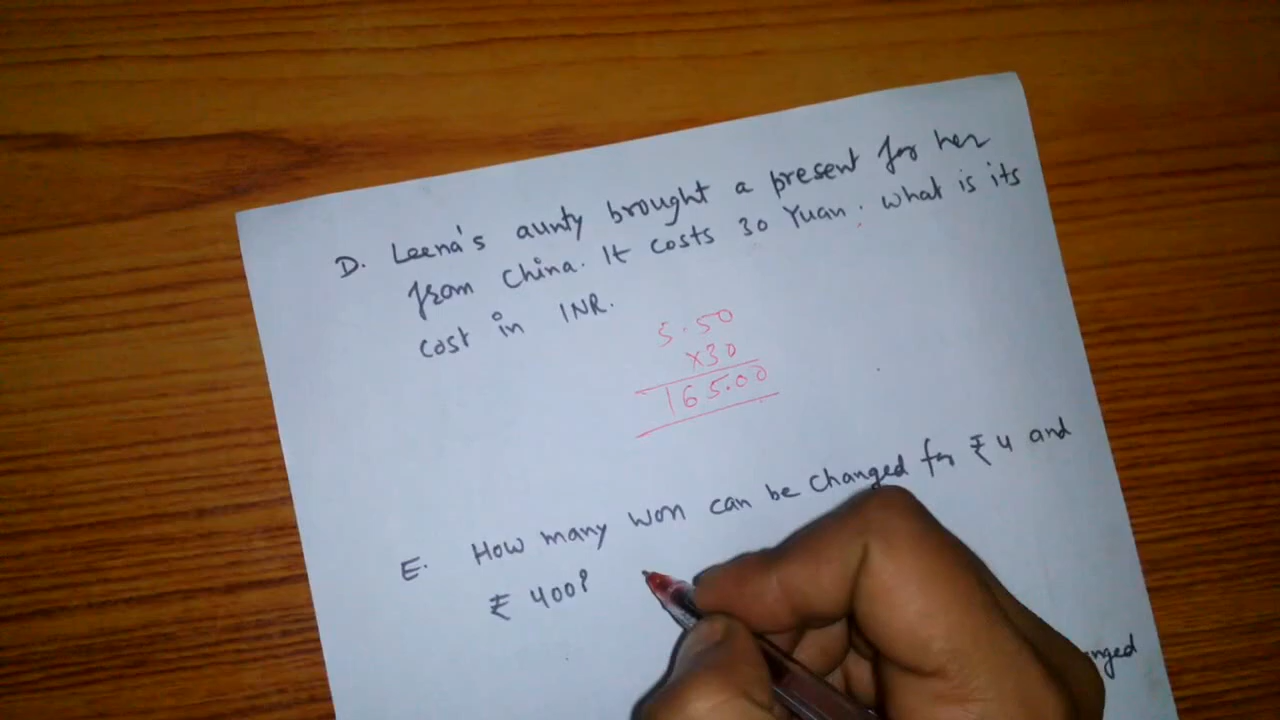 D. Leena's aunty brought a present for her
from China. It costs 30 Yuan. What is its
cost in INR.
5.50
x30
165.00
E. How many won can be changed for ₹4 and
₹ 400?